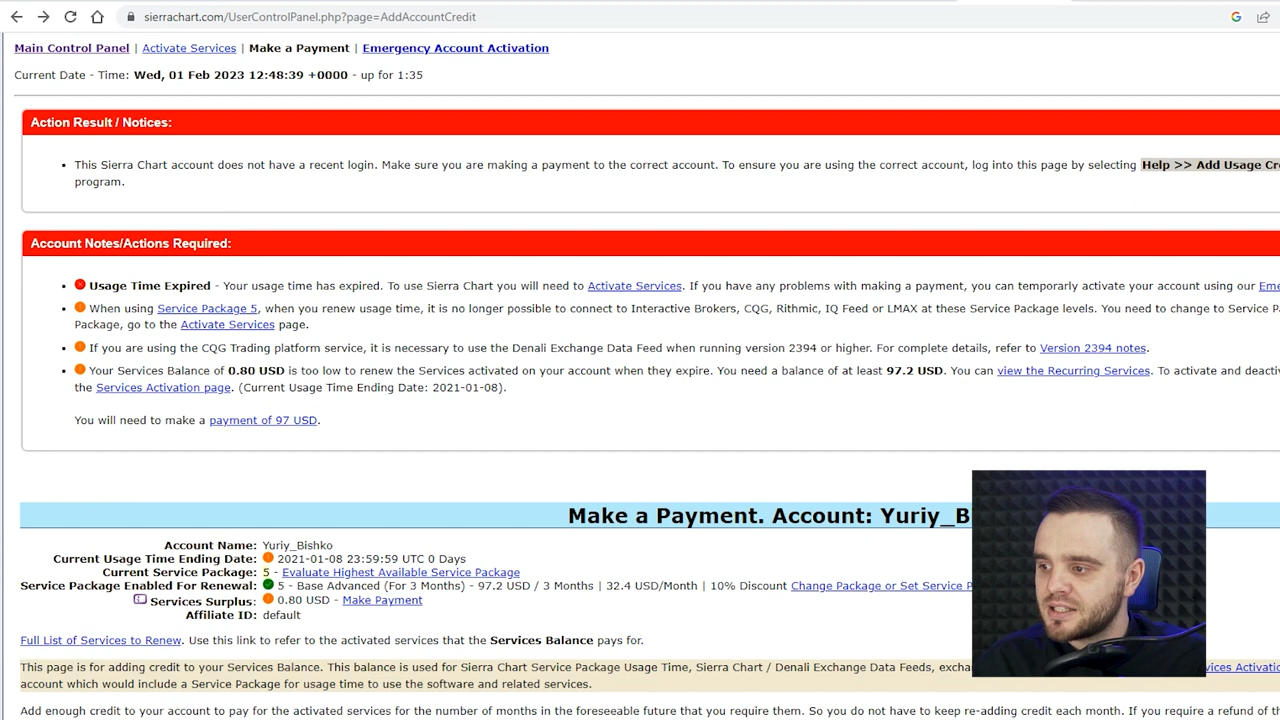 sierrachart.com/UserControlPanel.php?page=AddAccountCredit
Main Control Panel | Activate Services | Make a Payment | Emergency Account Activation
Current Date - Time: Wed, 01 Feb 2023 12:48:39 +0000 - up for 1:35
Action Result / Notices:
This Sierra Chart account does not have a recent login. Make sure you are making a payment to the correct account. To ensure you are using the correct account, log into this page by selecting Help >> Add Usage Cre
program.
Account Notes/Actions Required:
Usage Time Expired - Your usage time has expired. To use Sierra Chart you will need to Activate Services. If you have any problems with making a payment, you can temporarly activate your account using our Eme
When using Service Package 5, when you renew usage time, it is no longer possible to connect to Interactive Brokers, CQG, Rithmic, IQ Feed or LMAX at these Service Package levels. You need to change to Service P
Package, go to the Activate Services page.
If you are using the CQG Trading platform service, it is necessary to use the Denali Exchange Data Feed when running version 2394 or higher. For complete details, refer to Version 2394 notes.
Your Services Balance of 0.80 USD is too low to renew the Services activated on your account when they expire. You need a balance of at least 97.2 USD. You can view the Recurring Services. To activate and deactiv
the Services Activation page. (Current Usage Time Ending Date: 2021-01-08).
You will need to make a payment of 97 USD.
Make a Payment. Account: Yuriy_B
Account Name: Yuriy_Bishko
Current Usage Time Ending Date: 2021-01-08 23:59:59 UTC 0 Days
Current Service Package: 5 - Evaluate Highest Available Service Package
Service Package Enabled For Renewal: 5 - Base Advanced (For 3 Months) - 97.2 USD / 3 Months | 32.4 USD/Month | 10% Discount Change Package or Set Service P
Services Surplus: 0.80 USD - Make Payment
Affiliate ID: default
Full List of Services to Renew. Use this link to refer to the activated services that the Services Balance pays for.
This page is for adding credit to your Services Balance. This balance is used for Sierra Chart Service Package Usage Time, Sierra Chart / Denali Exchange Data Feeds, excha vices Activatio
account which would include a Service Package for usage time to use the software and related services.
Add enough credit to your account to pay for the activated services for the number of months in the foreseeable future that you require them. So you do not have to keep re-adding credit each month. If you require a refund of th